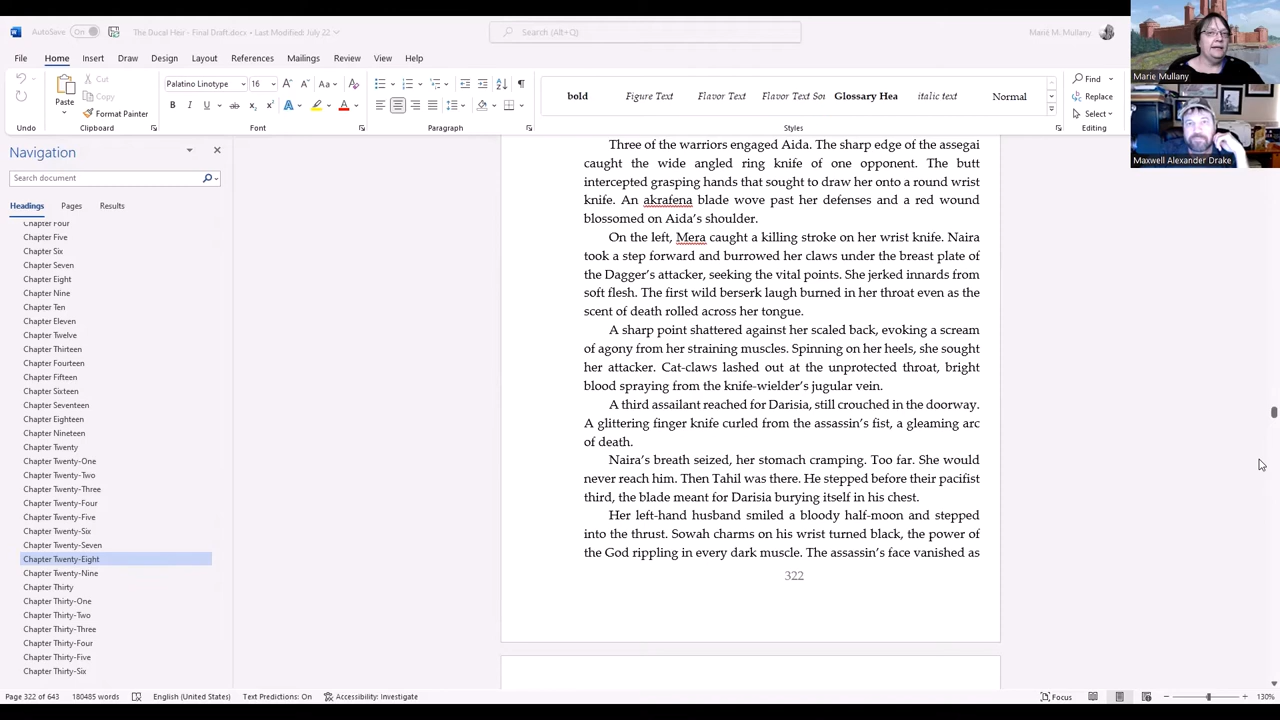 AutoSave Off
The Ducal Heir - Final Draft.docx • Last Modified: July 22
Search (Alt+Q)
Marié M. Mullany
File Home Insert Draw Design Layout References Mailings Review View Help
Paste
Cut
Copy
Format Painter
Palatino Linotype 16
bold
Figure Text
Flavor Text
Flavor Text Son
Glossary Hea
italic text
Normal
Find
Replace
Select
Undo Clipboard Font Paragraph Styles Editing
Marie Mullany
Maxwell Alexander Drake
Navigation
Search document
Headings Pages Results
Chapter Four
Chapter Five
Chapter Six
Chapter Seven
Chapter Eight
Chapter Nine
Chapter Ten
Chapter Eleven
Chapter Twelve
Chapter Thirteen
Chapter Fourteen
Chapter Fifteen
Chapter Sixteen
Chapter Seventeen
Chapter Eighteen
Chapter Nineteen
Chapter Twenty
Chapter Twenty-One
Chapter Twenty-Two
Chapter Twenty-Three
Chapter Twenty-Four
Chapter Twenty-Five
Chapter Twenty-Six
Chapter Twenty-Seven
Chapter Twenty-Eight
Chapter Twenty-Nine
Chapter Thirty
Chapter Thirty-One
Chapter Thirty-Two
Chapter Thirty-Three
Chapter Thirty-Four
Chapter Thirty-Five
Chapter Thirty-Six
Three of the warriors engaged Aida. The sharp edge of the assegai
caught the wide angled ring knife of one opponent. The butt
intercepted grasping hands that sought to draw her onto a round wrist
knife. An akrafena blade wove past her defenses and a red wound
blossomed on Aida's shoulder.
On the left, Mera caught a killing stroke on her wrist knife. Naira
took a step forward and burrowed her claws under the breast plate of
the Dagger's attacker, seeking the vital points. She jerked innards from
soft flesh. The first wild berserk laugh burned in her throat even as the
scent of death rolled across her tongue.
A sharp point shattered against her scaled back, evoking a scream
of agony from her straining muscles. Spinning on her heels, she sought
her attacker. Cat-claws lashed out at the unprotected throat, bright
blood spraying from the knife-wielder's jugular vein.
A third assailant reached for Darisia, still crouched in the doorway.
A glittering finger knife curled from the assassin's fist, a gleaming arc
of death.
Naira's breath seized, her stomach cramping. Too far. She would
never reach him. Then Tahil was there. He stepped before their pacifist
third, the blade meant for Darisia burying itself in his chest.
Her left-hand husband smiled a bloody half-moon and stepped
into the thrust. Sowah charms on his wrist turned black, the power of
the God rippling in every dark muscle. The assassin's face vanished as
322
Page 322 of 643 180485 words English (United States) Text Predictions: On Accessibility: Investigate Focus 130%